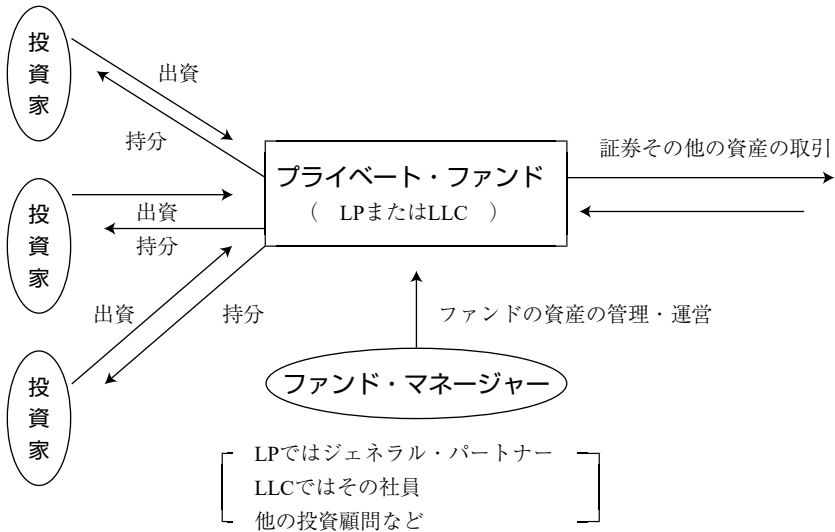 投資家
出資
持分
プライベート・ファンド
（　LPまたはLLC　）
証券その他の資産の取引
投資家
出資
持分
出資
持分
ファンドの資産の管理・運営
投資家
ファンド・マネージャー
LPではジェネラル・パートナー
LLCではその社員
他の投資顧問など